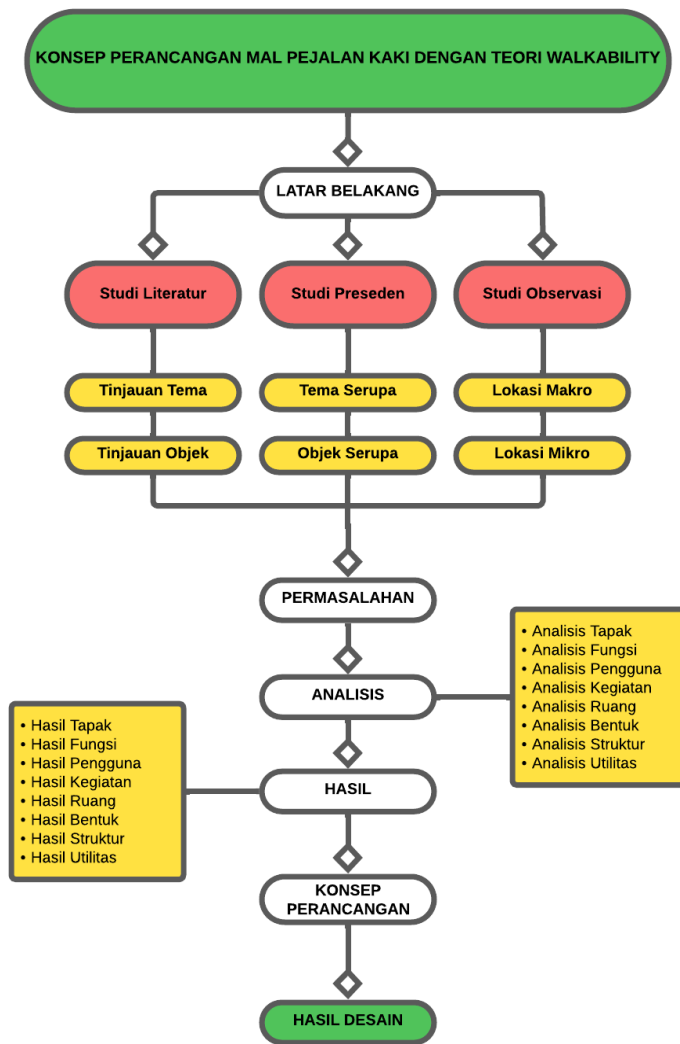 KONSEP PERANCANGAN MAL PEJALAN KAKI DENGAN TEORI WALKABILITY
LATAR BELAKANG
Studi Literatur
Studi Preseden
Studi Observasi
Tinjauan Tema
Tema Serupa
Lokasi Makro
Tinjauan Objek
Objek Serupa
Lokasi Mikro
PERMASALAHAN
ANALISIS
• Analisis Tapak
• Analisis Fungsi
• Analisis Pengguna
• Analisis Kegiatan
• Analisis Ruang
• Analisis Bentuk
• Analisis Struktur
• Analisis Utilitas
HASIL
• Hasil Tapak
• Hasil Fungsi
• Hasil Pengguna
• Hasil Kegiatan
• Hasil Ruang
• Hasil Bentuk
• Hasil Struktur
• Hasil Utilitas
KONSEP
PERANCANGAN
HASIL DESAIN